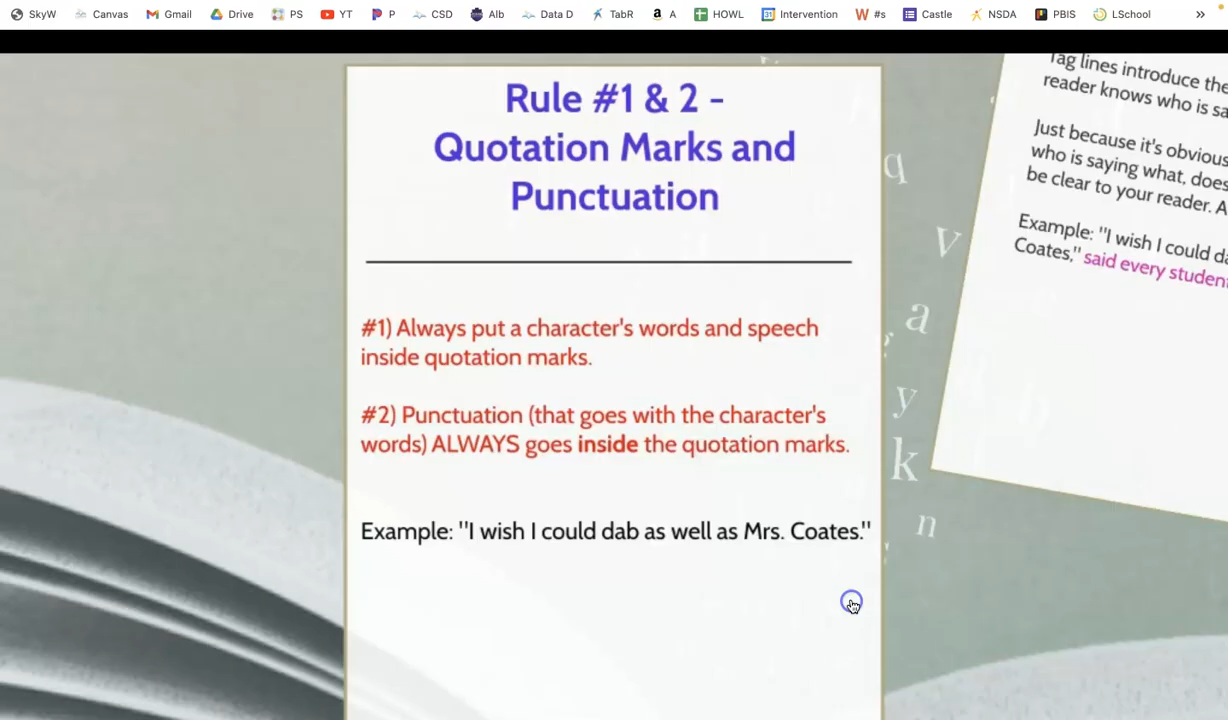 SkyW Canvas Gmail Drive PS YT P CSD Alb Data D TabR A HOWL Intervention #s Castle NSDA PBIS LSchool »
Rule #1 & 2 -
Quotation Marks and
Punctuation
#1) Always put a character's words and speech
inside quotation marks.
#2) Punctuation (that goes with the character's
words) ALWAYS goes inside the quotation marks.
Example: "I wish I could dab as well as Mrs. Coates."
Tag lines introduce the
reader knows who is
Just because it's obvious
who is saying what,
be clear to your reader.
Example: "I wish I could
Coates," said every student
q
v
a
y
k
n